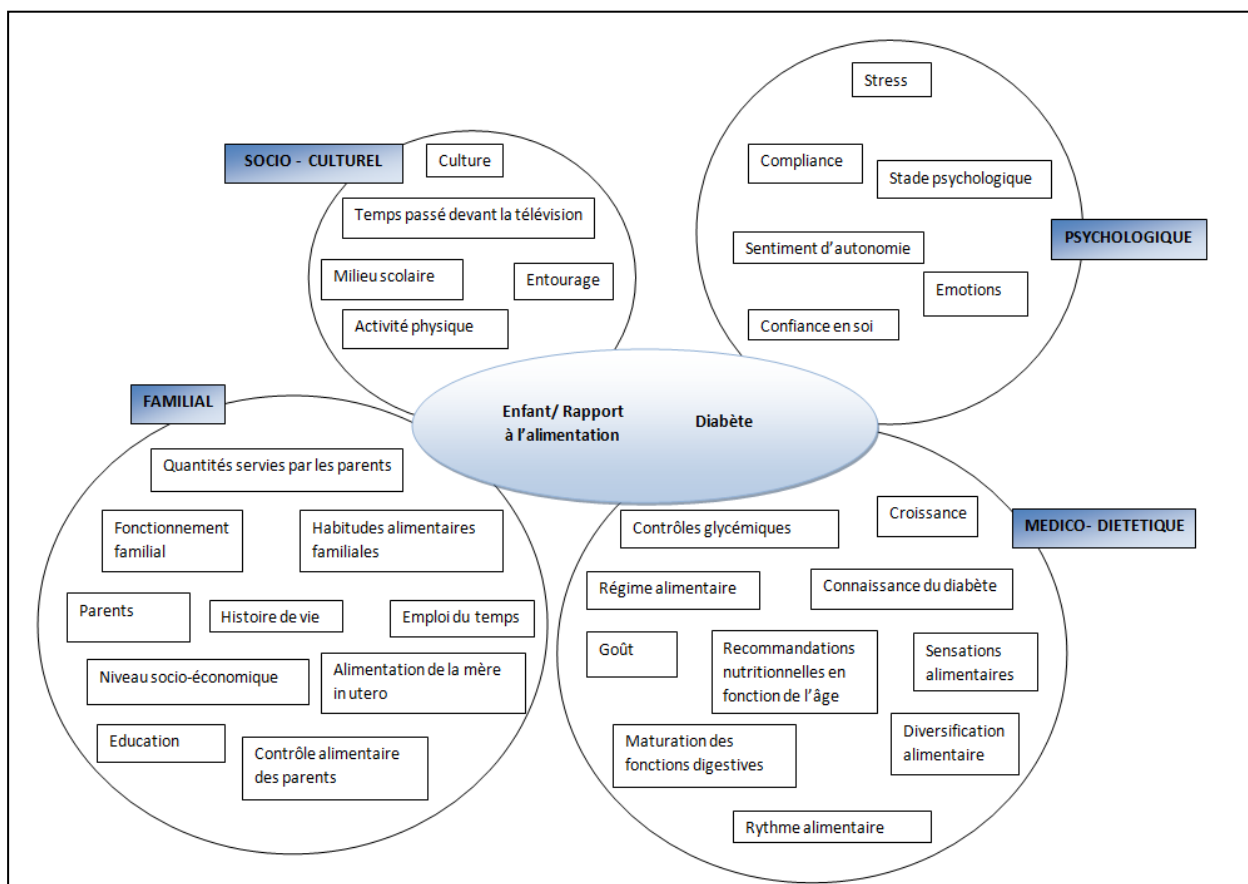 Stress
SOCIO - CULTUREL
Culture
Compliance
Stade psychologique
Temps passé devant la télévision
PSYCHOLOGIQUE
Sentiment d'autonomie
Milieu scolaire
Entourage
Emotions
Activité physique
Confiance en soi
FAMILIAL
Enfant/ Rapport
à l'alimentation
Diabète
Quantités servies par les parents
Croissance
MEDICO- DIETETIQUE
Contrôles glycémiques
Fonctionnement
familial
Habitudes alimentaires
familiales
Régime alimentaire
Connaissance du diabète
Parents
Histoire de vie
Emploi du temps
Goût
Recommandations
nutritionnelles en
fonction de l'âge
Sensations
alimentaires
Niveau socio-économique
Alimentation de la mère
in utero
Education
Contrôle alimentaire
des parents
Maturation des
fonctions digestives
Diversification
alimentaire
Rythme alimentaire